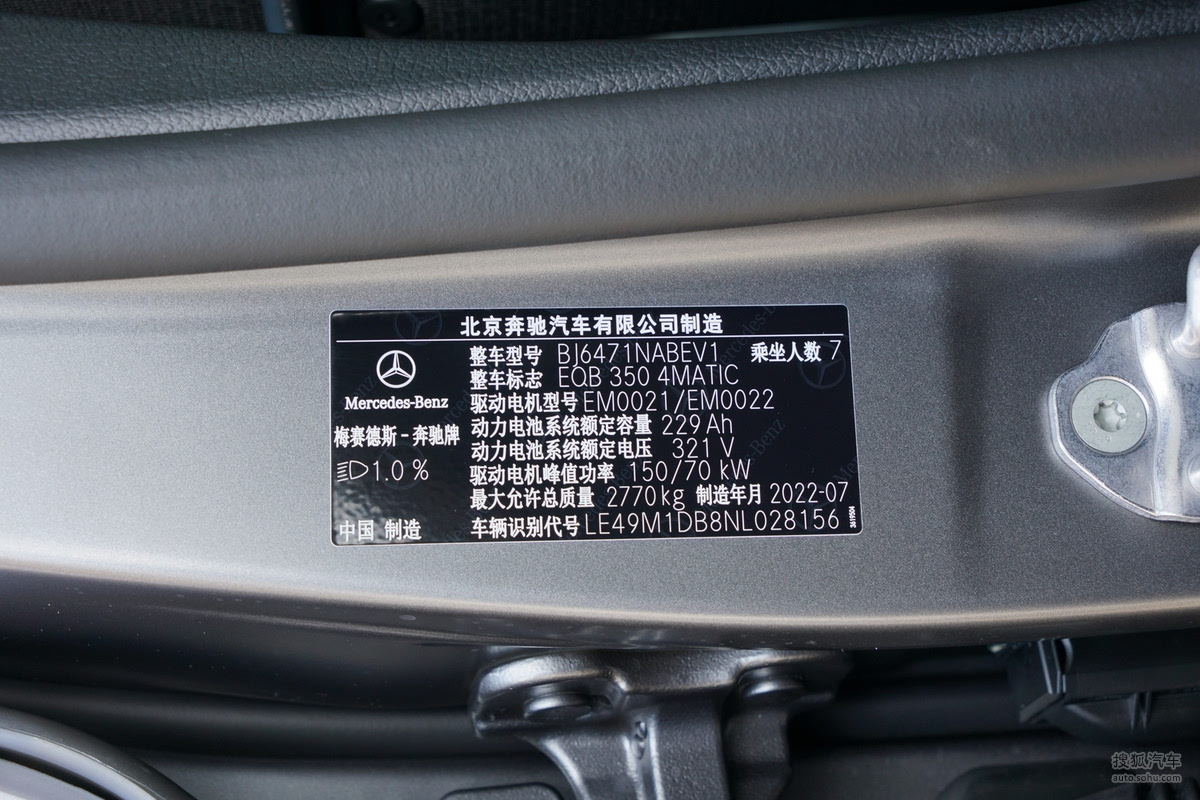 北京奔驰汽车有限公司制造
整车型号 BJ6471NABEV1 乘坐人数 7
整车标志 EQB 350 4MATIC
Mercedes-Benz
驱动电机型号 EM0021/EM0022
动力电池系统额定容量 229 Ah
梅赛德斯-奔驰牌
动力电池系统额定电压 321 V
1.0 %
驱动电机峰值功率 150/70 kW
最大允许总质量 2770 kg 制造年月 2022-07
中国 制造
车辆识别代号 LE49M1DB8NL028156
搜狐汽车
auto.sohu.com